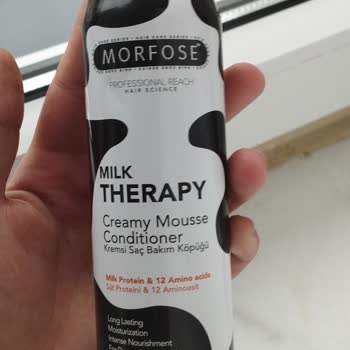 MORFOSE
PROFESSIONAL REACH
HAIR SCIENCE
MILK
THERAPY
Creamy Mousse
Conditioner
Kremsi Saç Bakım Köpüğü
Milk Protein & 12 Amino acids
Süt Proteini & 12 Aminoasit
Long Lasting
Moisturization
Intense Nourishment